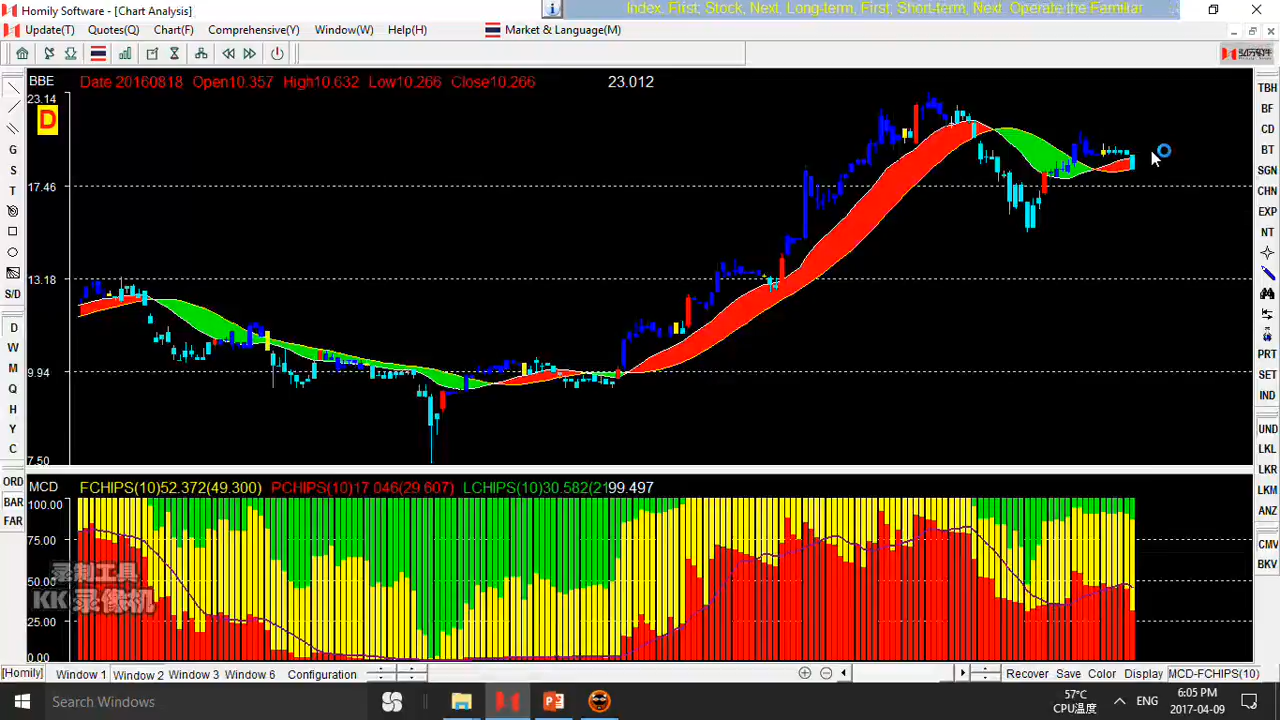 Homily Software - [Chart Analysis]
Index, First; Stock, Next, Long-term, First; Short-term, Next Operate the Familiar
Update(T) Quotes(Q) Chart(F) Comprehensive(Y) Window(W) Help(H) Market & Language(M)
BBE Date 20160818 Open10.357 High10.632 Low10.266 Close10.266 23.012
23.14
D
17.46
13.18
9.94
7.50
MCD FCHIPS(10)52.372(49.300) PCHIPS(10)17.046(29.607) LCHIPS(10)30.582(21 99.497
100.00
75.00
50.00
25.00
0.00
录制工具
KK 录像机
G
S
T
S/D
D
W
M
Q
H
Y
C
ORD
BAR
FAR
TBH
BF
CD
BT
SGN
CHN
EXP
NT
PRT
SET
IND
UND
LKL
LKR
LKM
ANZ
CMV
BKV
[Homily] Window 1 Window 2 Window 3 Window 6 Configuration Recover Save Color Display MCD-FCHIPS(10)
Search Windows
57℃
CPU温度
ENG
6:05 PM
2017-04-09